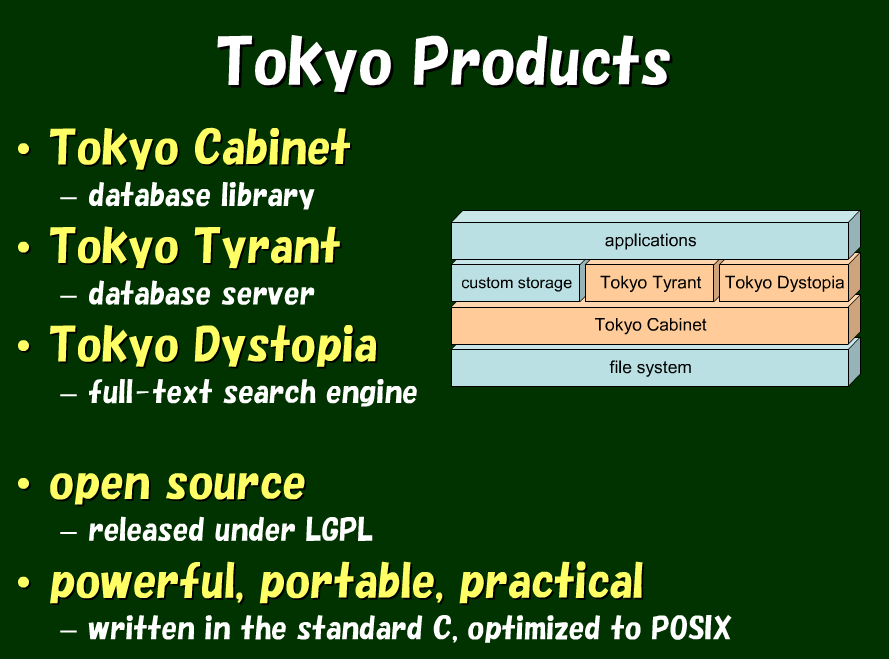 Tokyo Products
• Tokyo Cabinet
– database library
• Tokyo Tyrant
– database server
• Tokyo Dystopia
– full-text search engine
• open source
– released under LGPL
• powerful, portable, practical
– written in the standard C, optimized to POSIX
applications
custom storage Tokyo Tyrant Tokyo Dystopia
Tokyo Cabinet
file system